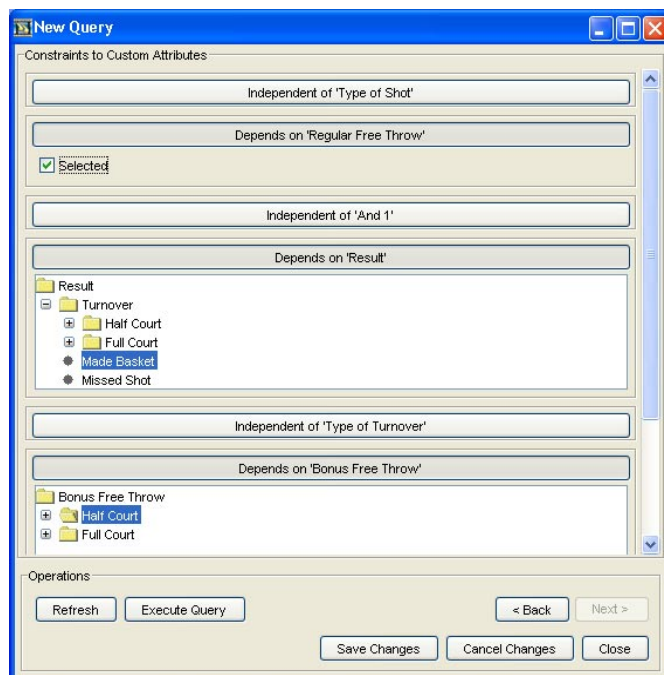 New Query
Constraints to Custom Attributes
Independent of 'Type of Shot'
Depends on 'Regular Free Throw'
Selected
Independent of 'And 1'
Depends on 'Result'
Result
Turnover
Half Court
Full Court
Made Basket
Missed Shot
Independent of 'Type of Turnover'
Depends on 'Bonus Free Throw'
Bonus Free Throw
Half Court
Full Court
Operations
Refresh Execute Query < Back Next >
Save Changes Cancel Changes Close